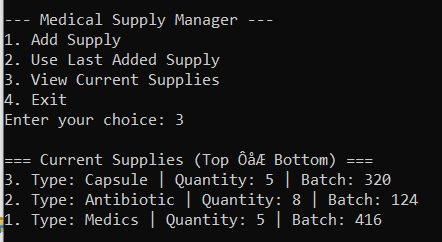 --- Medical Supply Manager ---
1. Add Supply
2. Use Last Added Supply
3. View Current Supplies
4. Exit
Enter your choice: 3
=== Current Supplies (Top ÔåÆ Bottom) ===
3. Type: Capsule | Quantity: 5 | Batch: 320
2. Type: Antibiotic | Quantity: 8 | Batch: 124
1. Type: Medics | Quantity: 5 | Batch: 416